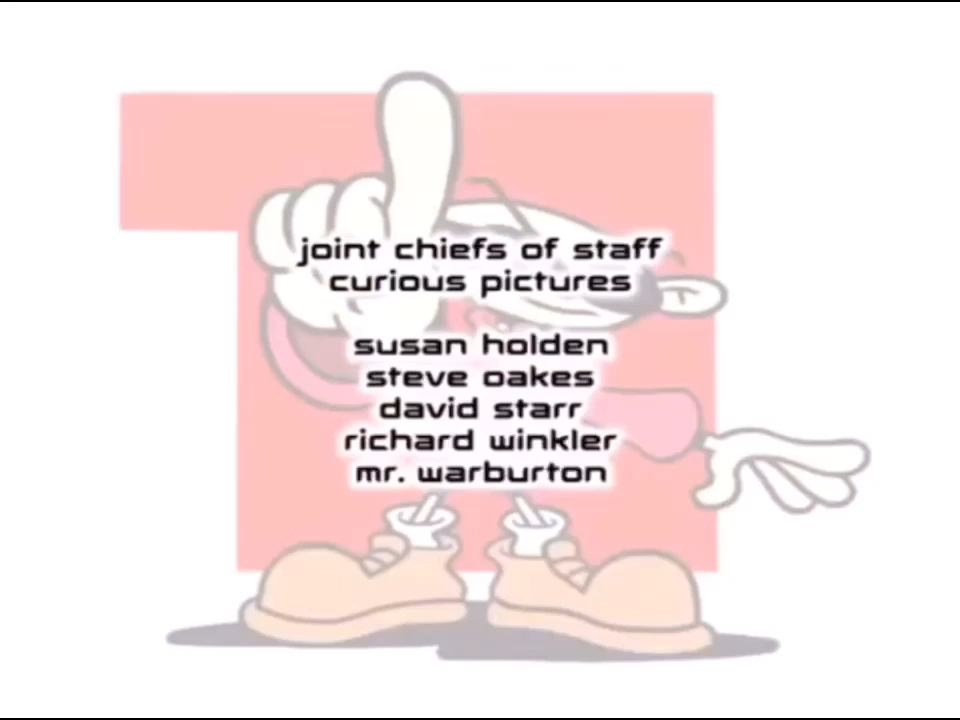 joint chiefs of staff
curious pictures
susan holden
steve oakes
david starr
richard winkler
mr. warburton